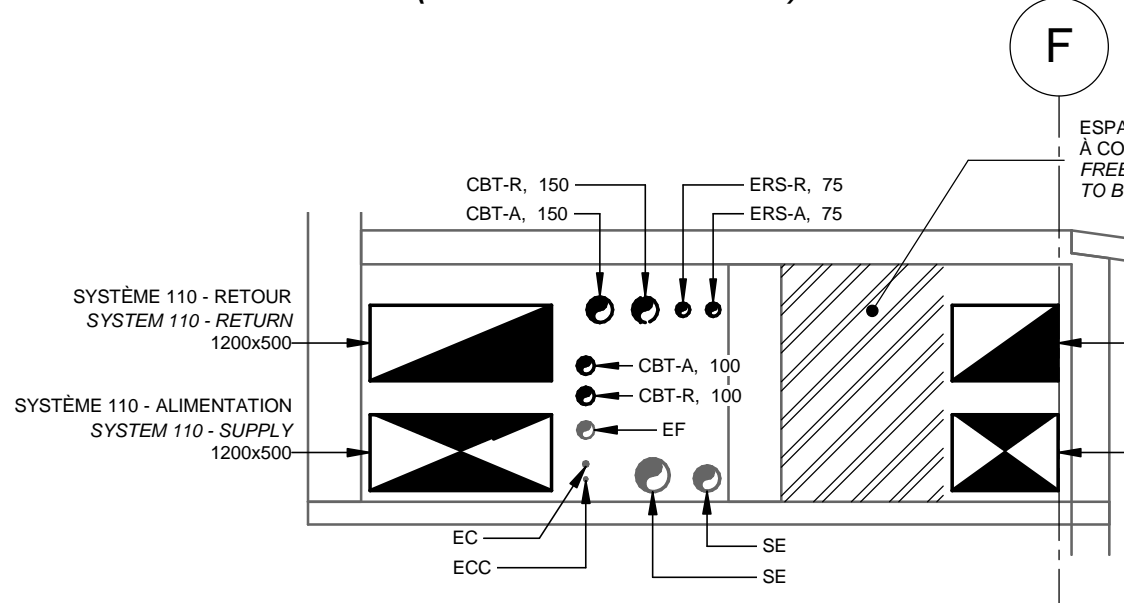 F
ESPA
À CO
FREE
TO B
CBT-R, 150
CBT-A, 150
ERS-R, 75
ERS-A, 75
SYSTÈME 110 - RETOUR
SYSTEM 110 - RETURN
1200x500
CBT-A, 100
CBT-R, 100
SYSTÈME 110 - ALIMENTATION
SYSTEM 110 - SUPPLY
1200x500
EF
EC
ECC
SE
SE